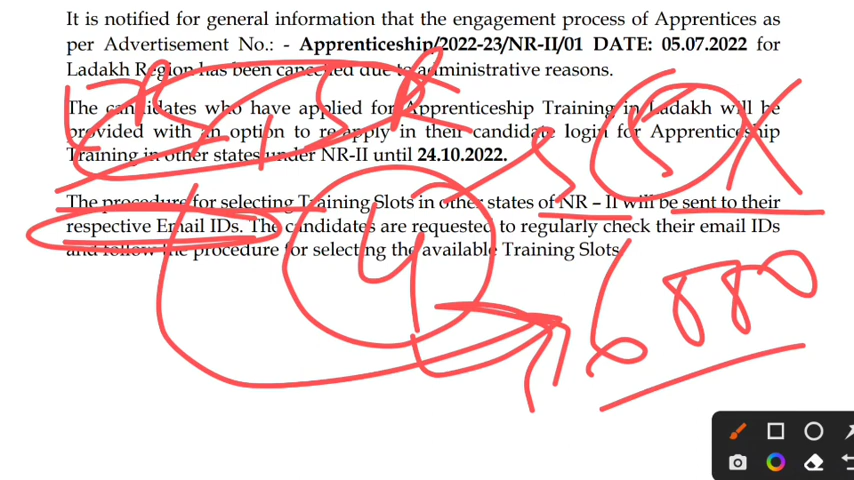 It is notified for general information that the engagement process of Apprentices as
per Advertisement No.: - Apprenticeship/2022-23/NR-II/01 DATE: 05.07.2022 for
Ladakh Region has been cancelled due to administrative reasons.
The candidates who have applied for Apprenticeship Training in Ladakh will be
provided with an option to re-apply in their candidate login for Apprenticeship
Training in other states under NR-II until 24.10.2022.
The procedure for selecting Training Slots in other states of NR – II will be sent to their
respective Email IDs. The candidates are requested to regularly check their email IDs
and follow the procedure for selecting the available Training Slots.
6880